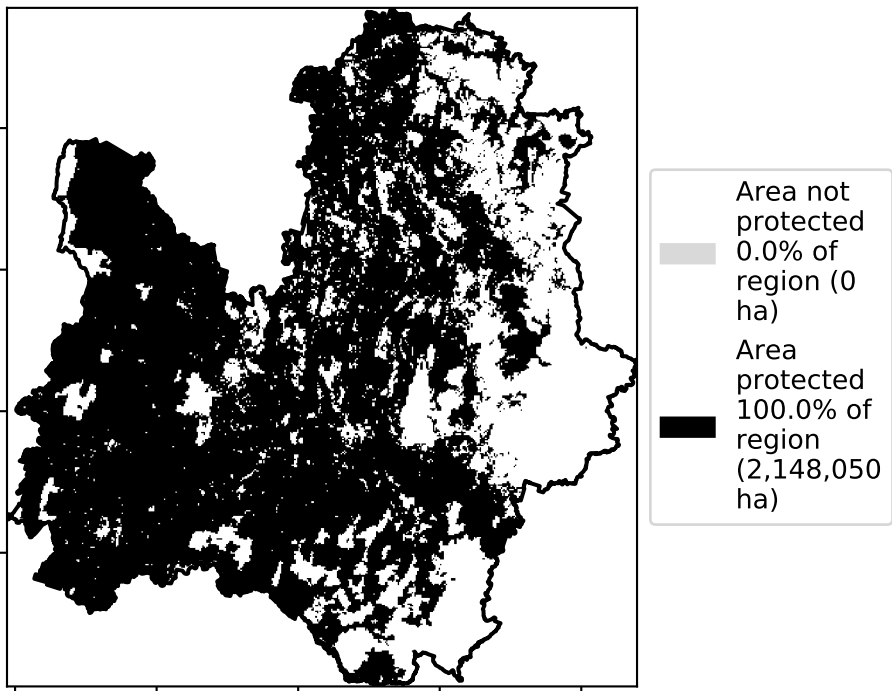 Area not
protected
0.0% of
region (0
ha)
Area
protected
100.0% of
region
(2,148,050
ha)